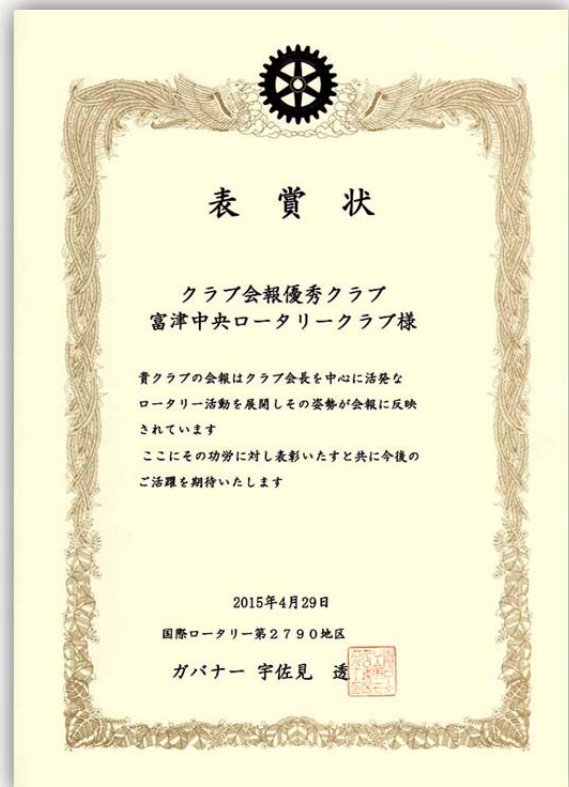 表賞状
クラブ会報優秀クラブ
富津中央ロータリークラブ様
貴クラブの会報はクラブ会長を中心に活発な
ロータリー活動を展開しその姿勢が会報に反映
されています
ここにその功労に対し表彰いたすと共に今後の
ご活躍を期待いたします
2015年4月29日
国際ロータリー第2790地区
ガバナー 宇佐見 透